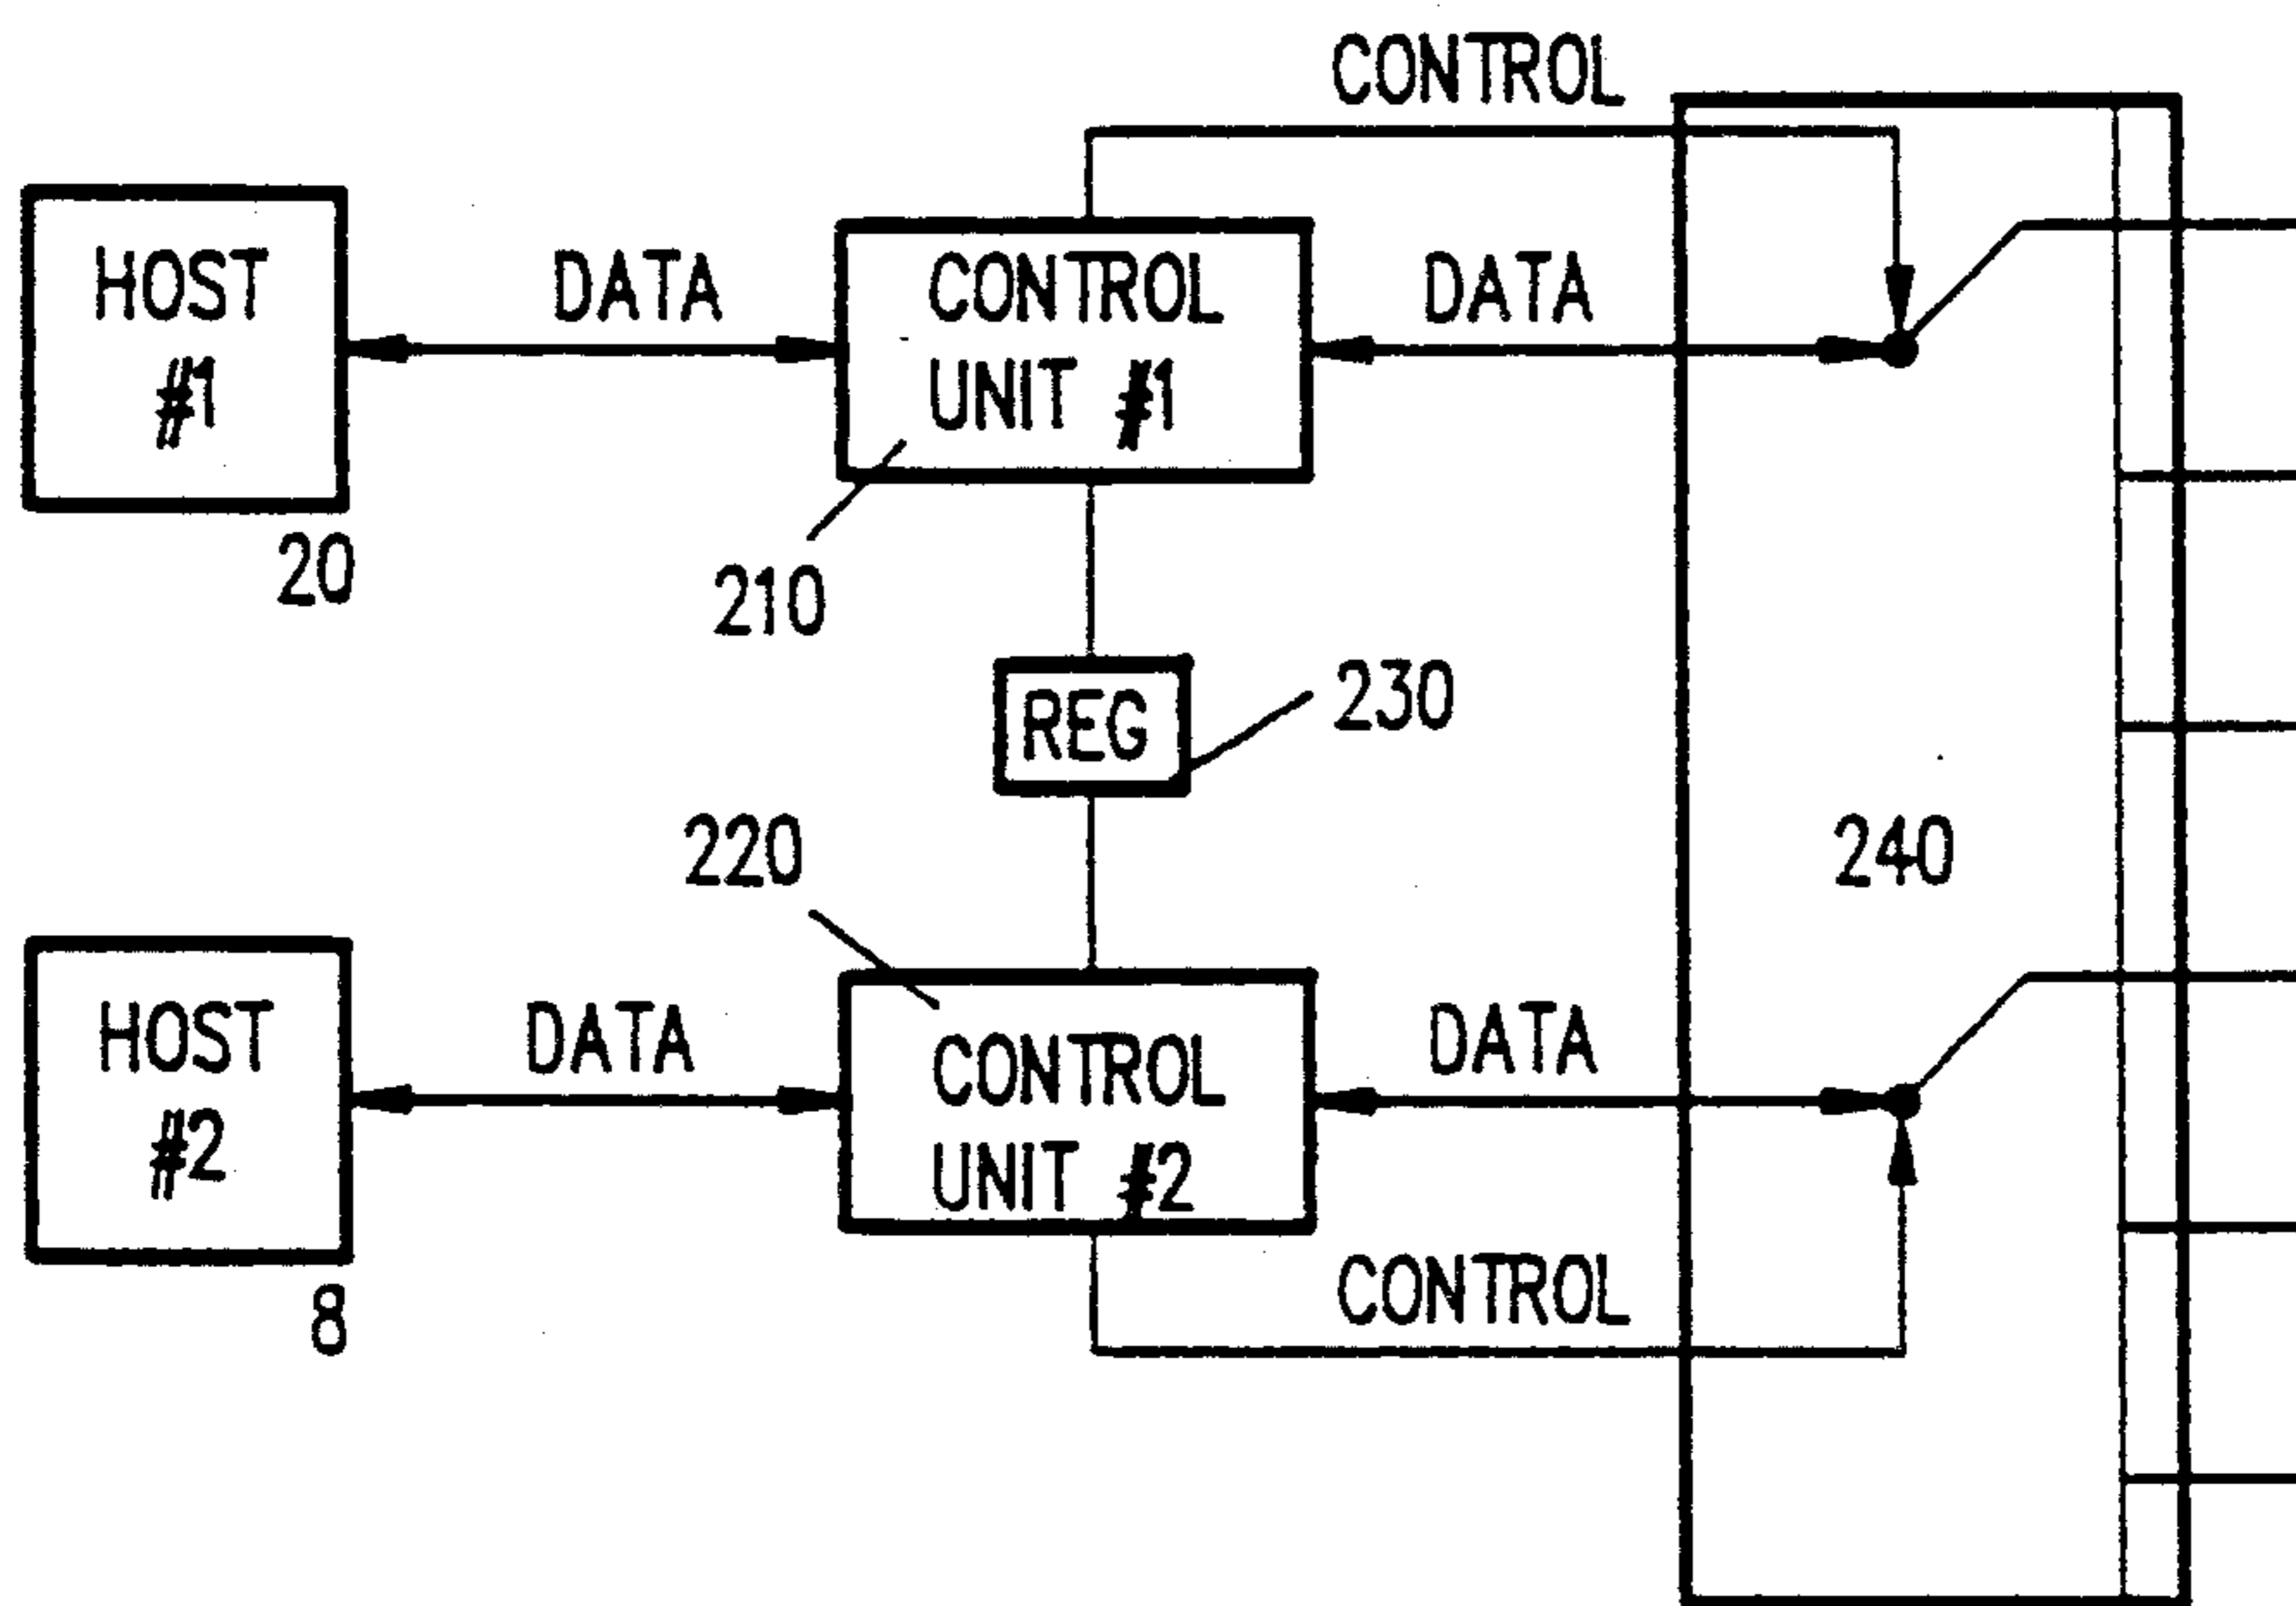 CONTROL
HOST
#1
DATA
CONTROL
UNIT #1
DATA
20
210
REG
230
220
240
HOST
#2
DATA
CONTROL
UNIT #2
DATA
8
CONTROL